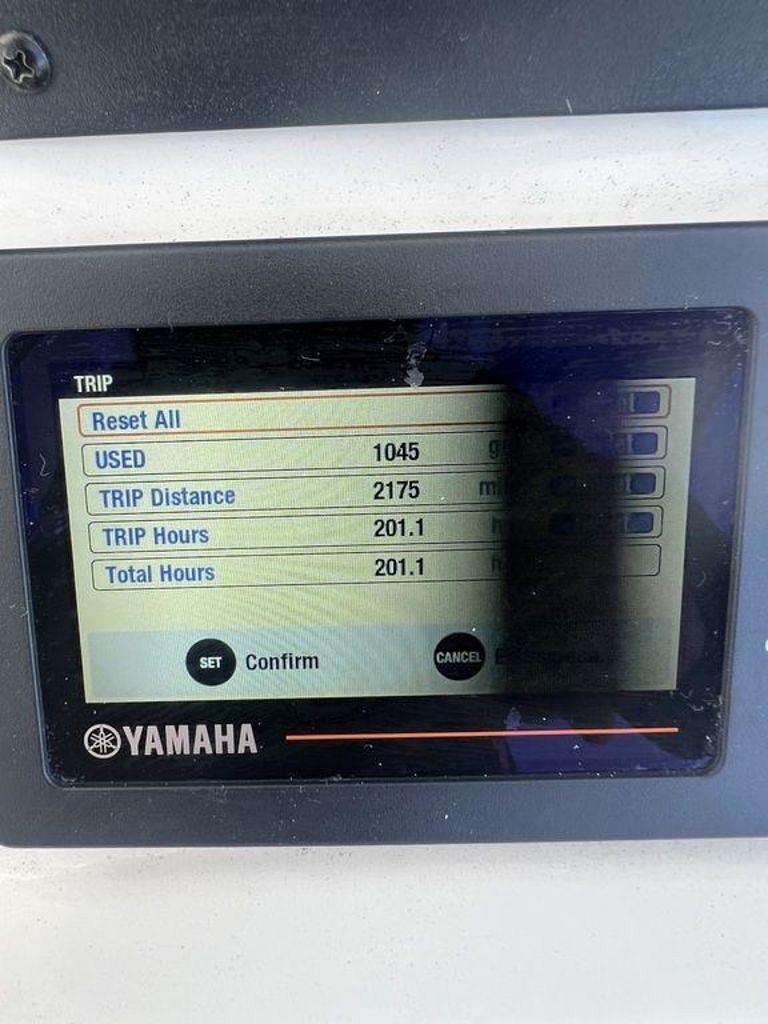 TRIP
Reset All
USED 1045
TRIP Distance 2175
TRIP Hours 201.1
Total Hours 201.1
SET Confirm CANCEL
YAMAHA